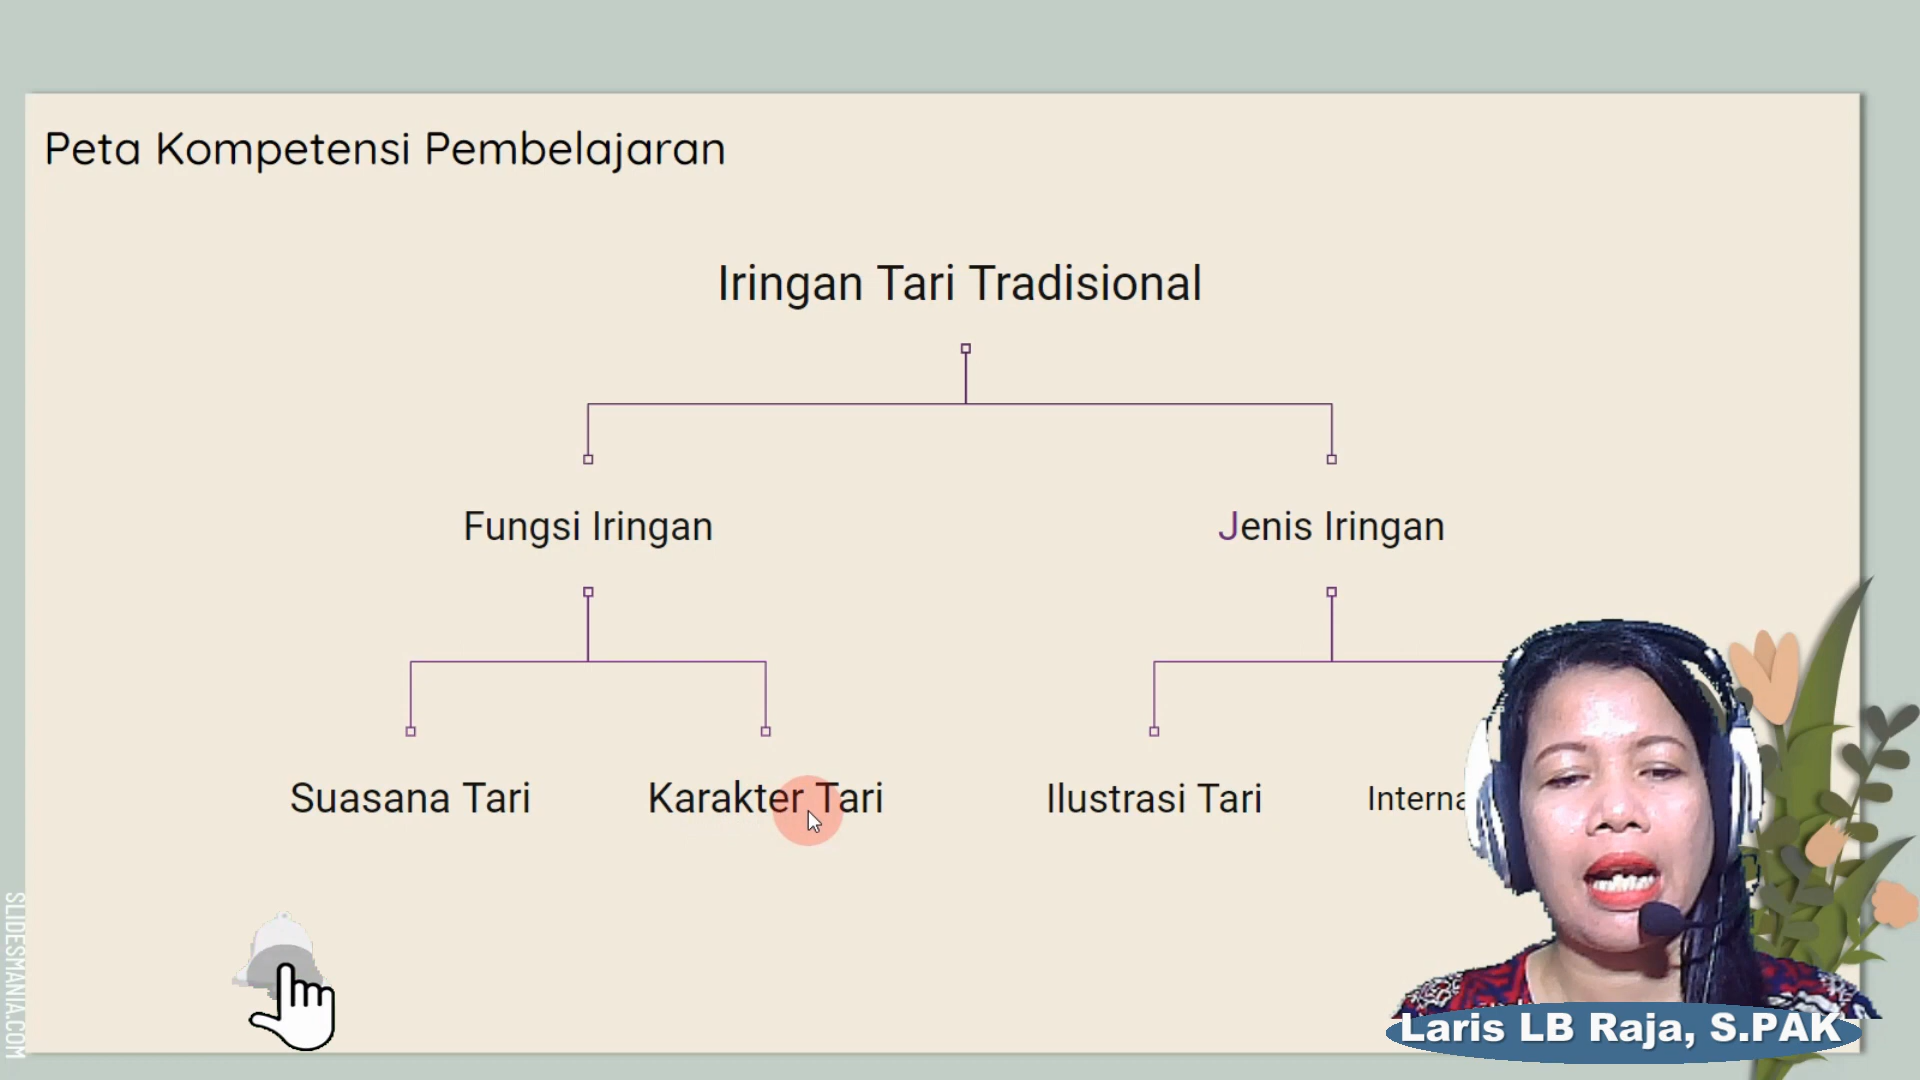 Peta Kompetensi Pembelajaran
Iringan Tari Tradisional
Fungsi Iringan
Jenis Iringan
Suasana Tari
Karakter Tari
Ilustrasi Tari
SLIDESMANIA.COM
Laris LB Raja, S.PAK